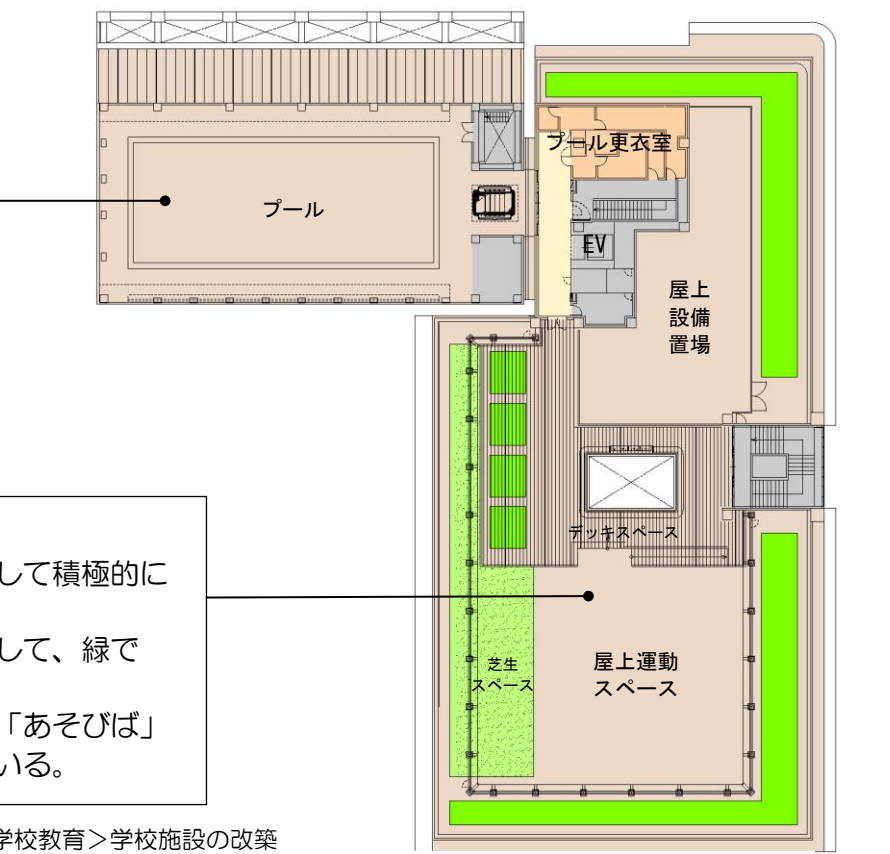 プール更衣室
プール
EV
屋上
設備
置場
デッキスペース
芝生
スペース
屋上運動
スペース
して積極的に
して、緑で
「あそびば」
いる。
学校教育>学校施設の改築